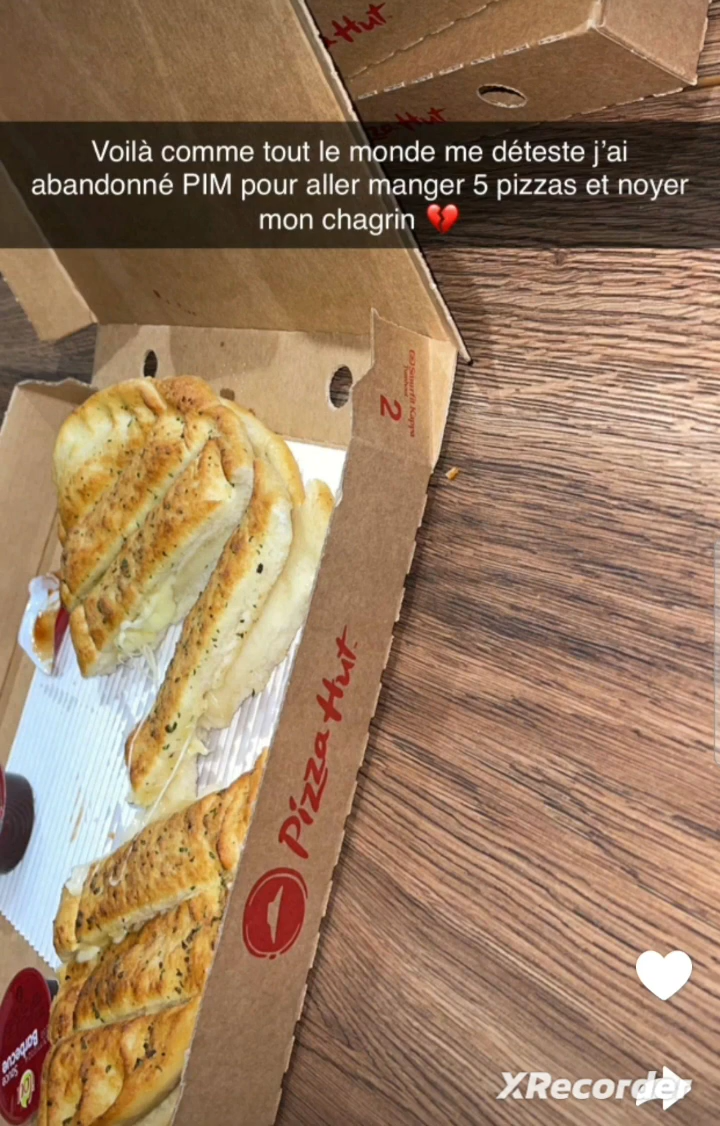 Hut
Pizza Hut
Voilà comme tout le monde me déteste j'ai
abandonné PIM pour aller manger 5 pizzas et noyer
mon chagrin 💔
2
Pizza Hut
Sauce
Barbecue
XRecorder